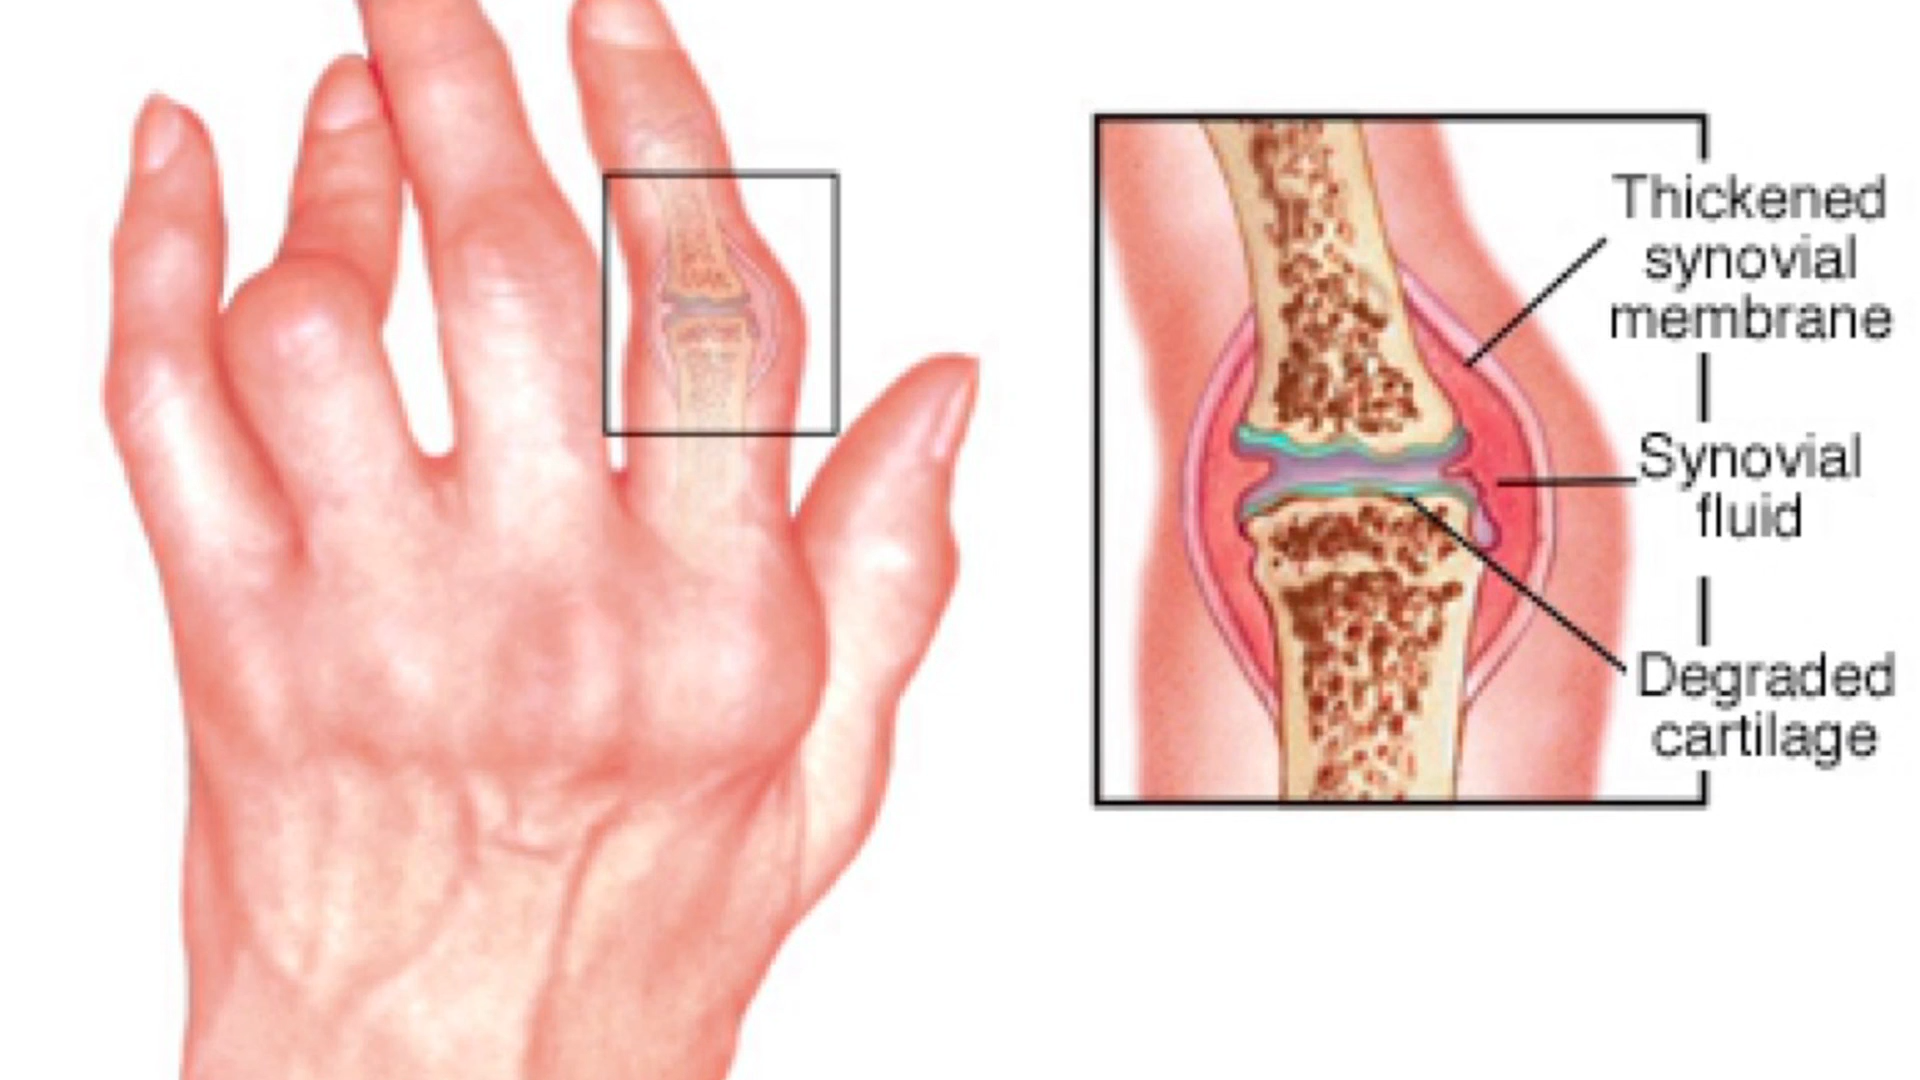 Thickened
synovial
membrane
Synovial
fluid
Degraded
cartilage